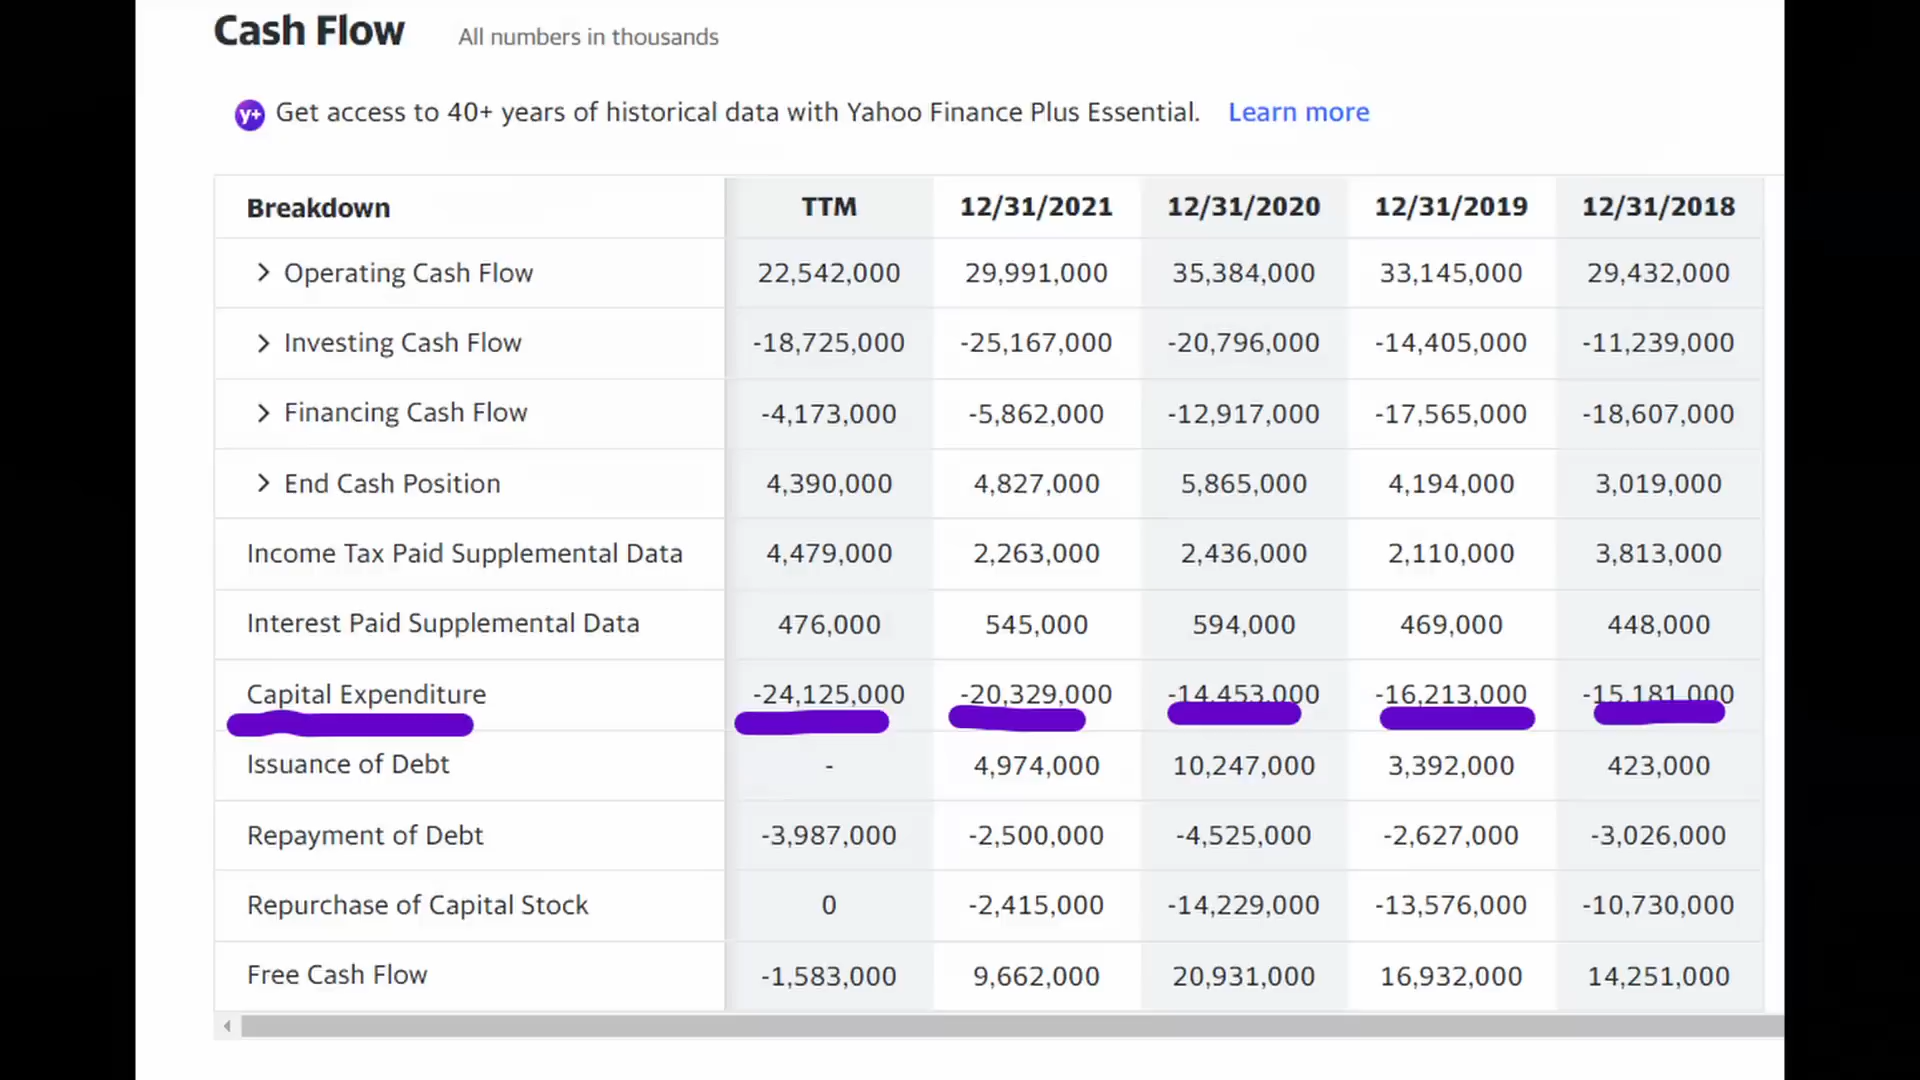 Cash Flow All numbers in thousands
y+ Get access to 40+ years of historical data with Yahoo Finance Plus Essential. Learn more
Breakdown TTM 12/31/2021 12/31/2020 12/31/2019 12/31/2018
Operating Cash Flow 22,542,000 29,991,000 35,384,000 33,145,000 29,432,000
Investing Cash Flow -18,725,000 -25,167,000 -20,796,000 -14,405,000 -11,239,000
Financing Cash Flow -4,173,000 -5,862,000 -12,917,000 -17,565,000 -18,607,000
End Cash Position 4,390,000 4,827,000 5,865,000 4,194,000 3,019,000
Income Tax Paid Supplemental Data 4,479,000 2,263,000 2,436,000 2,110,000 3,813,000
Interest Paid Supplemental Data 476,000 545,000 594,000 469,000 448,000
Capital Expenditure -24,125,000 -20,329,000 -14,453,000 -16,213,000 -15,181,000
Issuance of Debt - 4,974,000 10,247,000 3,392,000 423,000
Repayment of Debt -3,987,000 -2,500,000 -4,525,000 -2,627,000 -3,026,000
Repurchase of Capital Stock 0 -2,415,000 -14,229,000 -13,576,000 -10,730,000
Free Cash Flow -1,583,000 9,662,000 20,931,000 16,932,000 14,251,000